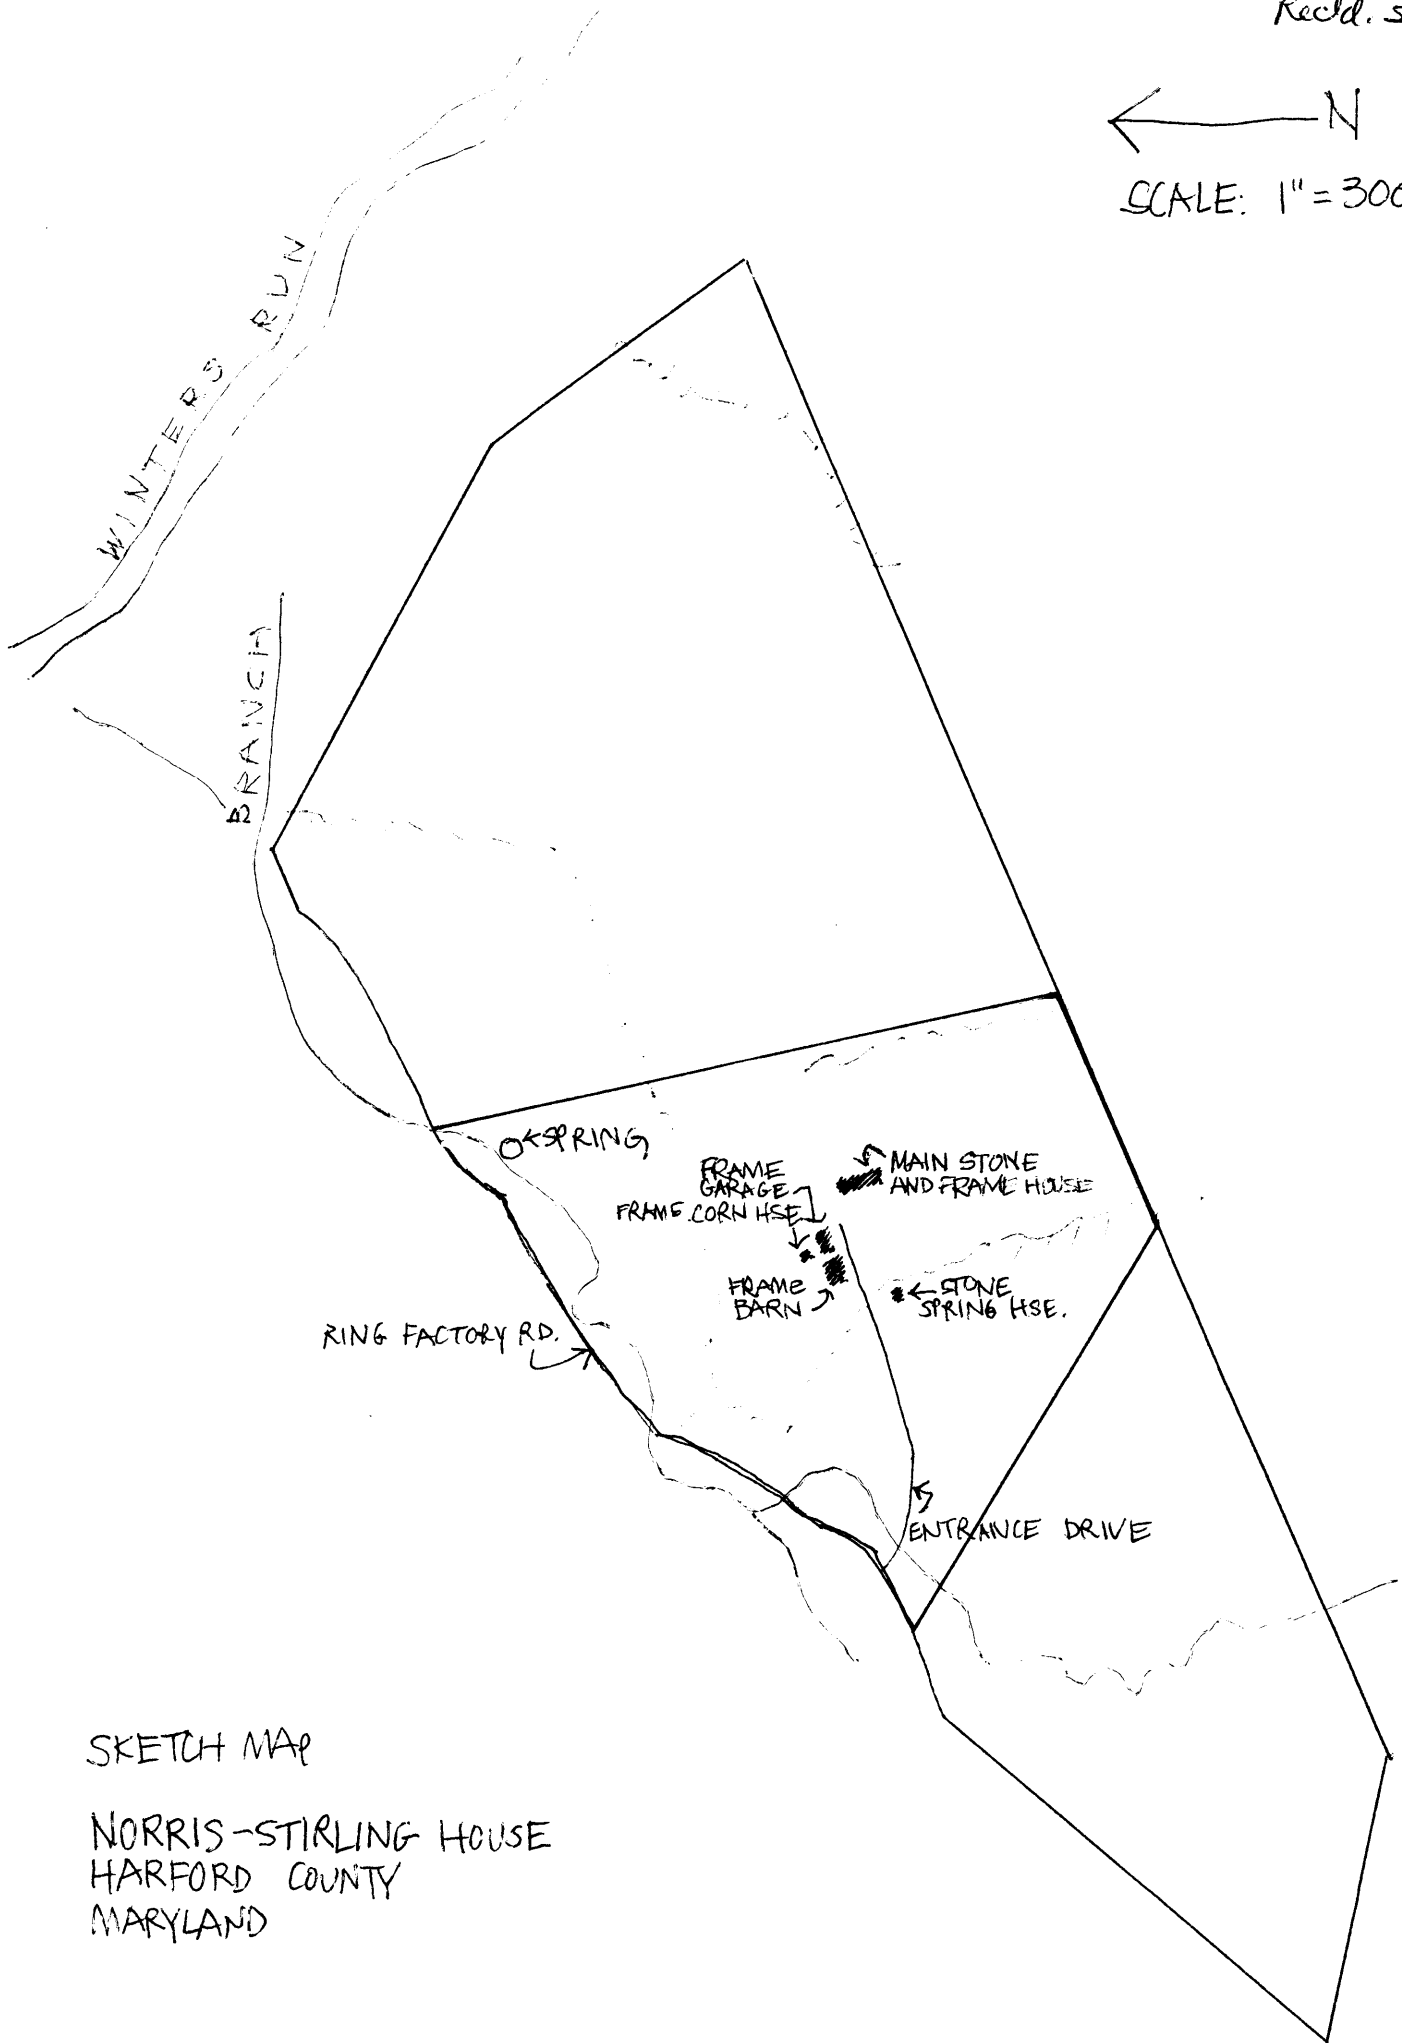 Recd.
N
SCALE: 1" = 300
WINTERS RUN
BRANCH
SPRING
FRAME
GARAGE
FRAME CORN HSE
MAIN STONE
AND FRAME HOUSE
FRAME
BARN
STONE
SPRING HSE.
RING FACTORY RD.
ENTRANCE DRIVE
SKETCH MAP
NORRIS-STIRLING HOUSE
HARFORD COUNTY
MARYLAND